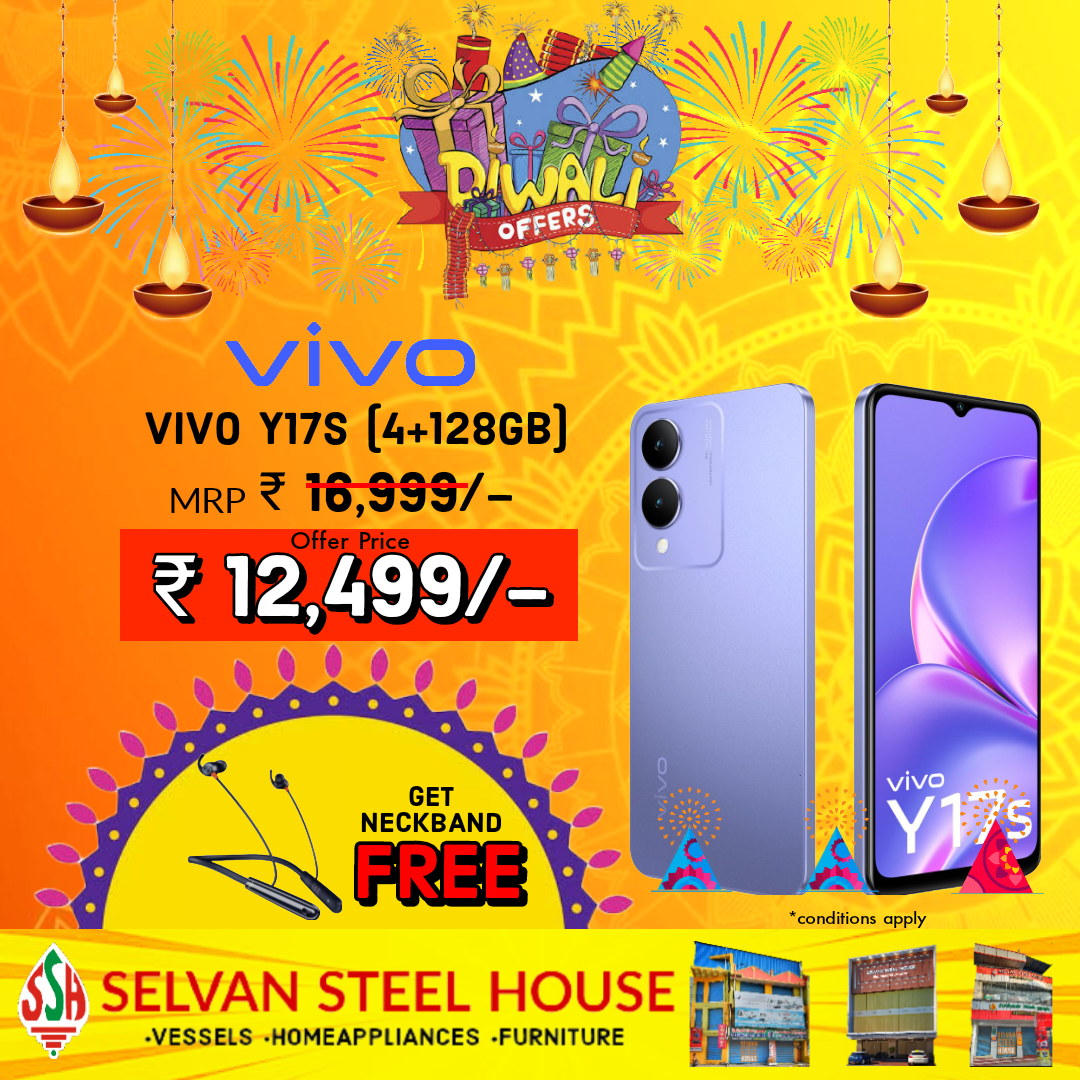 DIWALI
OFFERS
vivo
VIVO Y17S (4+128GB)
MRP ₹ 16,999/-
Offer Price
₹ 12,499/-
GET
NECKBAND
FREE
vivo
vivo
Y17s
*conditions apply
SSH
SELVAN STEEL HOUSE
·VESSELS ·HOMEAPPLIANCES ·FURNITURE